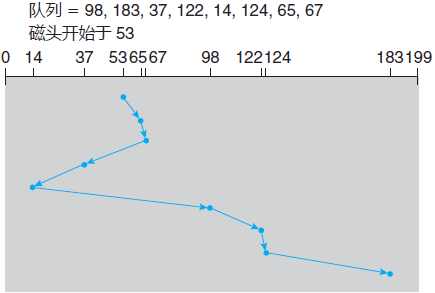 队列 = 98, 183, 37, 122, 14, 124, 65, 67
磁头开始于 53
0 14 37 53 65 67 98 122 124 183 199